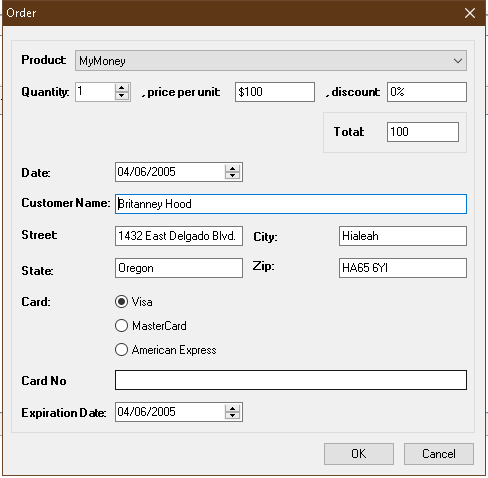 Order
Product: MyMoney
Quantity: 1 , price per unit: $100 , discount: 0%
Total: 100
Date: 04/06/2005
Customer Name: Britanney Hood
Street: 1432 East Delgado Blvd. City: Hialeah
State: Oregon Zip: HA65 6YI
Card: Visa
MasterCard
American Express
Card No
Expiration Date: 04/06/2005
OK Cancel